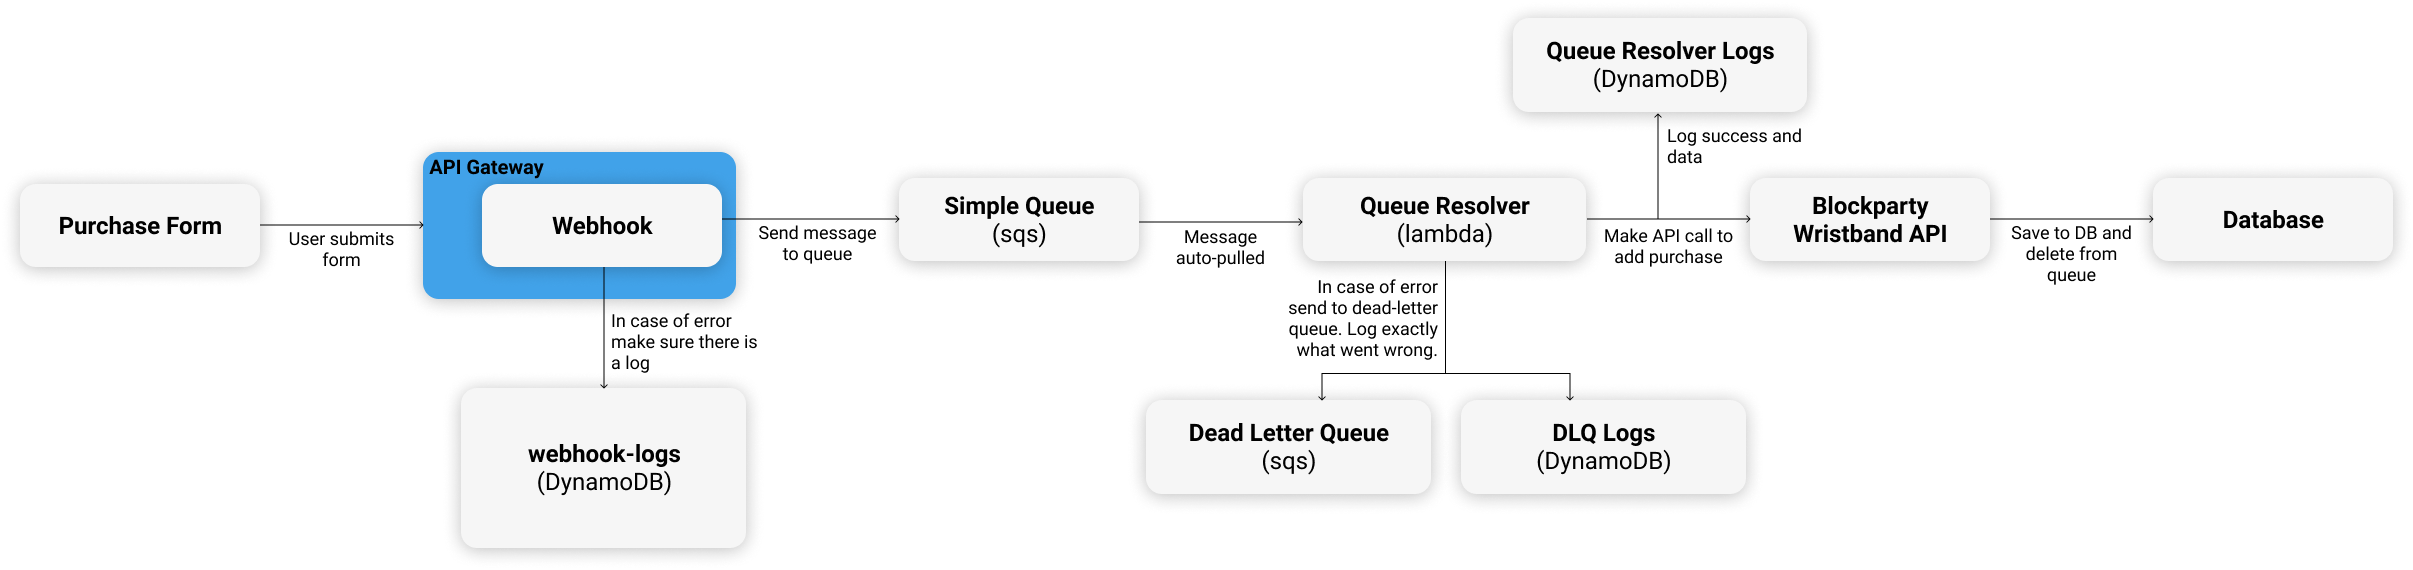 Queue Resolver Logs
(DynamoDB)
Log success and
data
API Gateway
Purchase Form
User submits
form
Webhook
Send message
to queue
Simple Queue
(sqs)
Message
auto-pulled
Queue Resolver
(lambda)
Make API call to
add purchase
Blockparty
Wristband API
Save to DB and
delete from
queue
Database
In case of error
make sure there is
a log
webhook-logs
(DynamoDB)
In case of error
send to dead-letter
queue. Log exactly
what went wrong.
Dead Letter Queue
(sqs)
DLQ Logs
(DynamoDB)